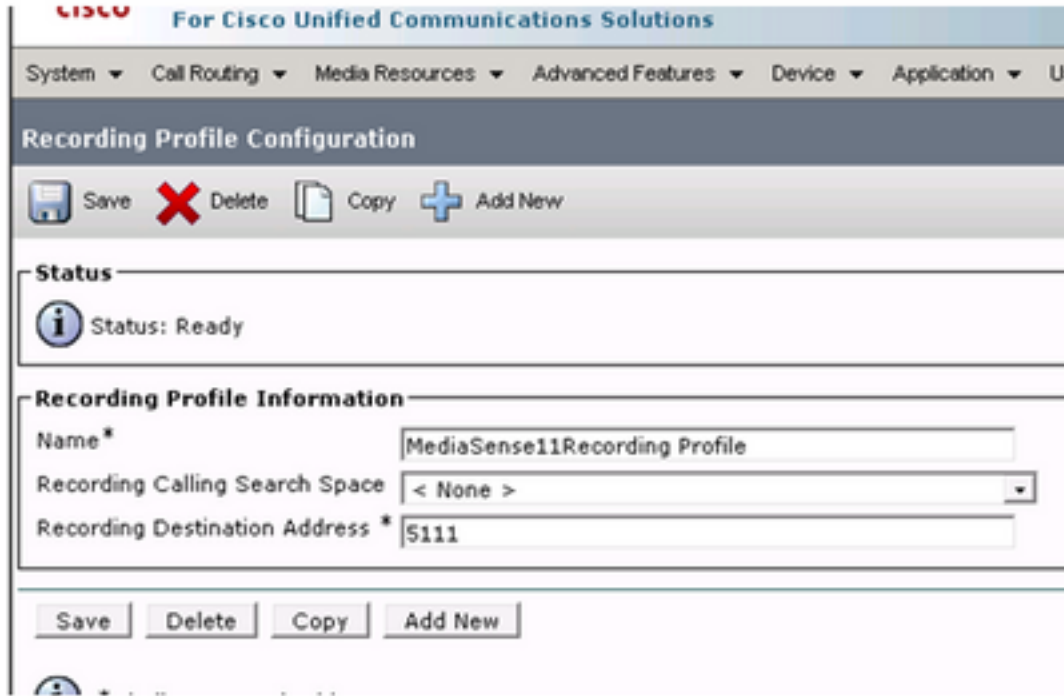 CISCO For Cisco Unified Communications Solutions
System Call Routing Media Resources Advanced Features Device Application U
Recording Profile Configuration
Save Delete Copy Add New
Status
Status: Ready
Recording Profile Information
Name* MediaSense11Recording Profile
Recording Calling Search Space < None >
Recording Destination Address * 5111
Save Delete Copy Add New